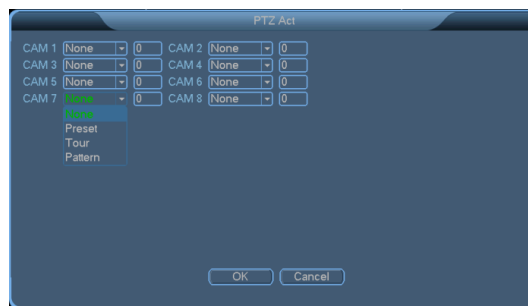 PTZ Act
CAM 1 None 0 CAM 2 None 0
CAM 3 None 0 CAM 4 None 0
CAM 5 None 0 CAM 6 None 0
CAM 7 None 0 CAM 8 None 0
None
Preset
Tour
Pattern
OK Cancel